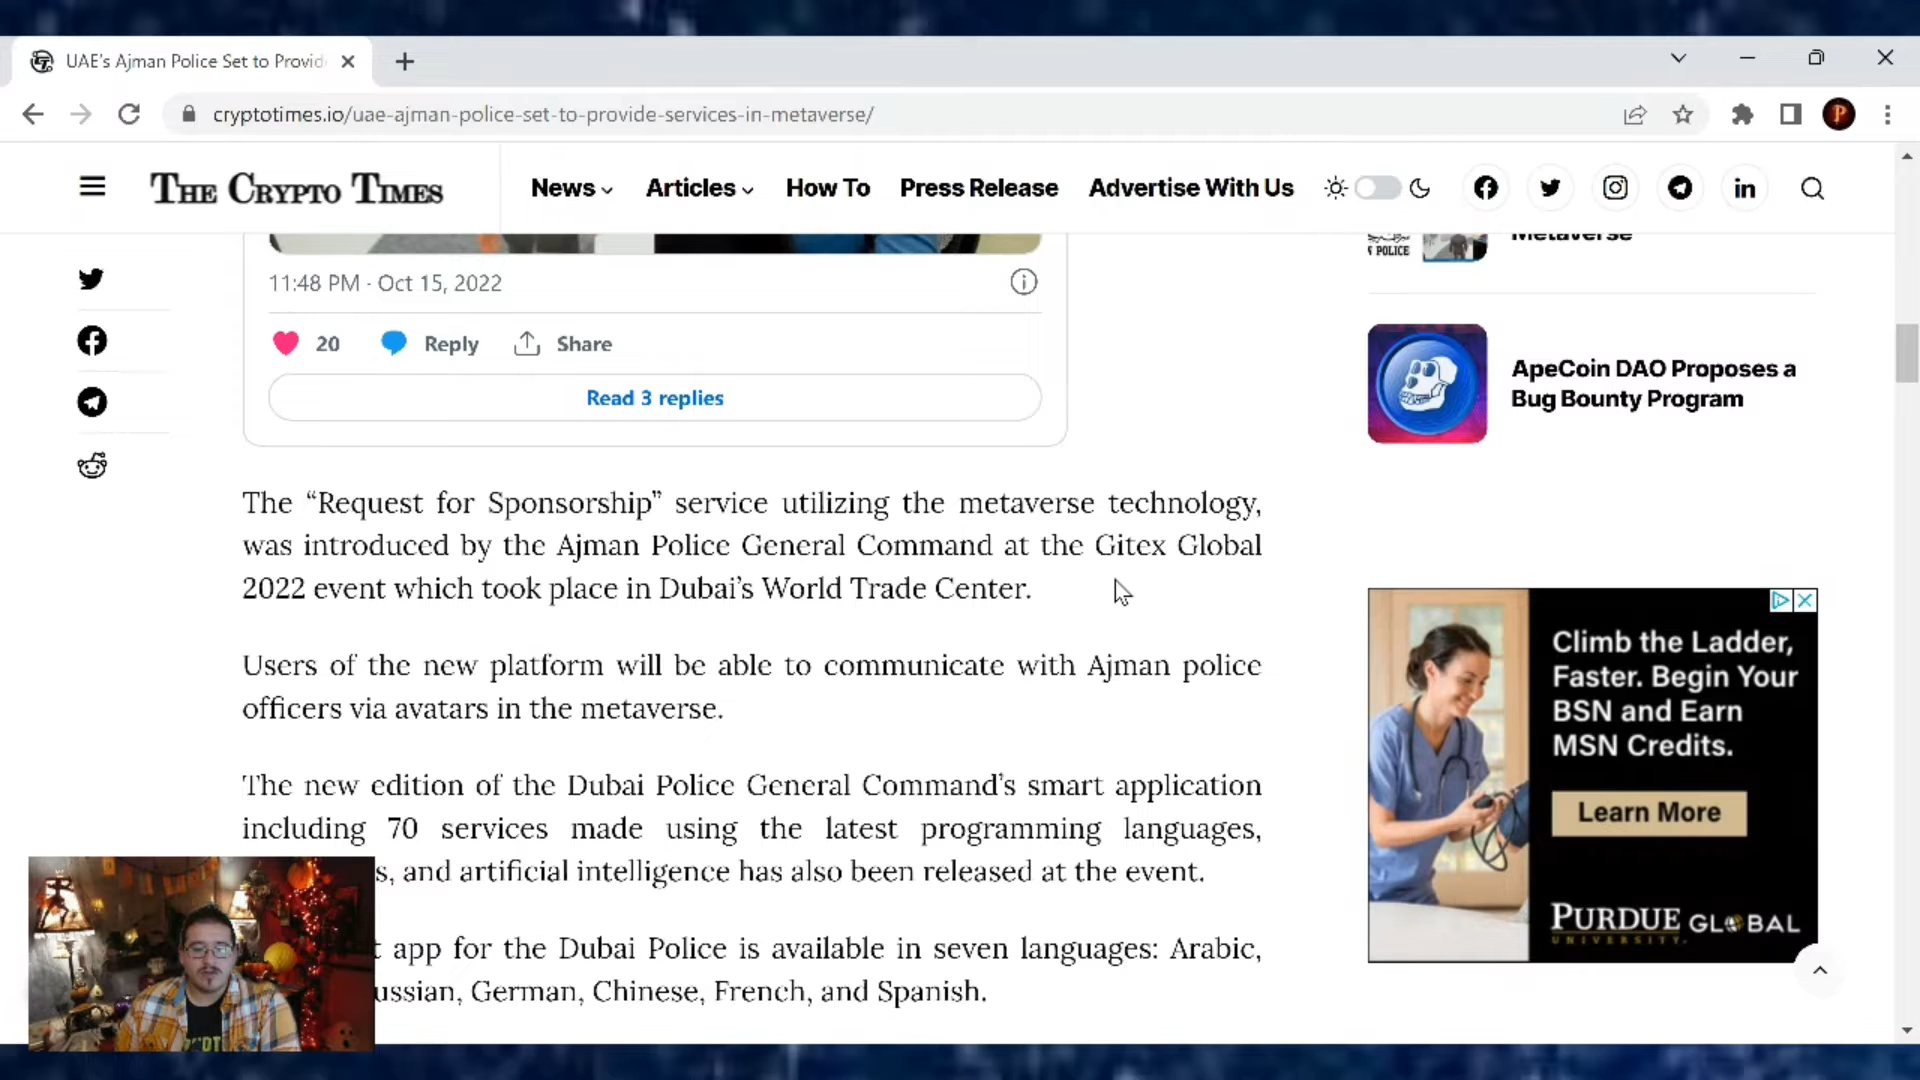 UAE's Ajman Police Set to Provid
cryptotimes.io/uae-ajman-police-set-to-provide-services-in-metaverse/
THE CRYPTO TIMES
News
Articles
How To
Press Release
Advertise With Us
11:48 PM · Oct 15, 2022
20
Reply
Share
Read 3 replies
The “Request for Sponsorship” service utilizing the metaverse technology,
was introduced by the Ajman Police General Command at the Gitex Global
2022 event which took place in Dubai’s World Trade Center.
Users of the new platform will be able to communicate with Ajman police
officers via avatars in the metaverse.
The new edition of the Dubai Police General Command’s smart application
including 70 services made using the latest programming languages,
s, and artificial intelligence has also been released at the event.
t app for the Dubai Police is available in seven languages: Arabic,
ussian, German, Chinese, French, and Spanish.
POLICE
Metaverse
ApeCoin DAO Proposes a
Bug Bounty Program
Climb the Ladder,
Faster. Begin Your
BSN and Earn
MSN Credits.
Learn More
PURDUE GLOBAL
UNIVERSITY